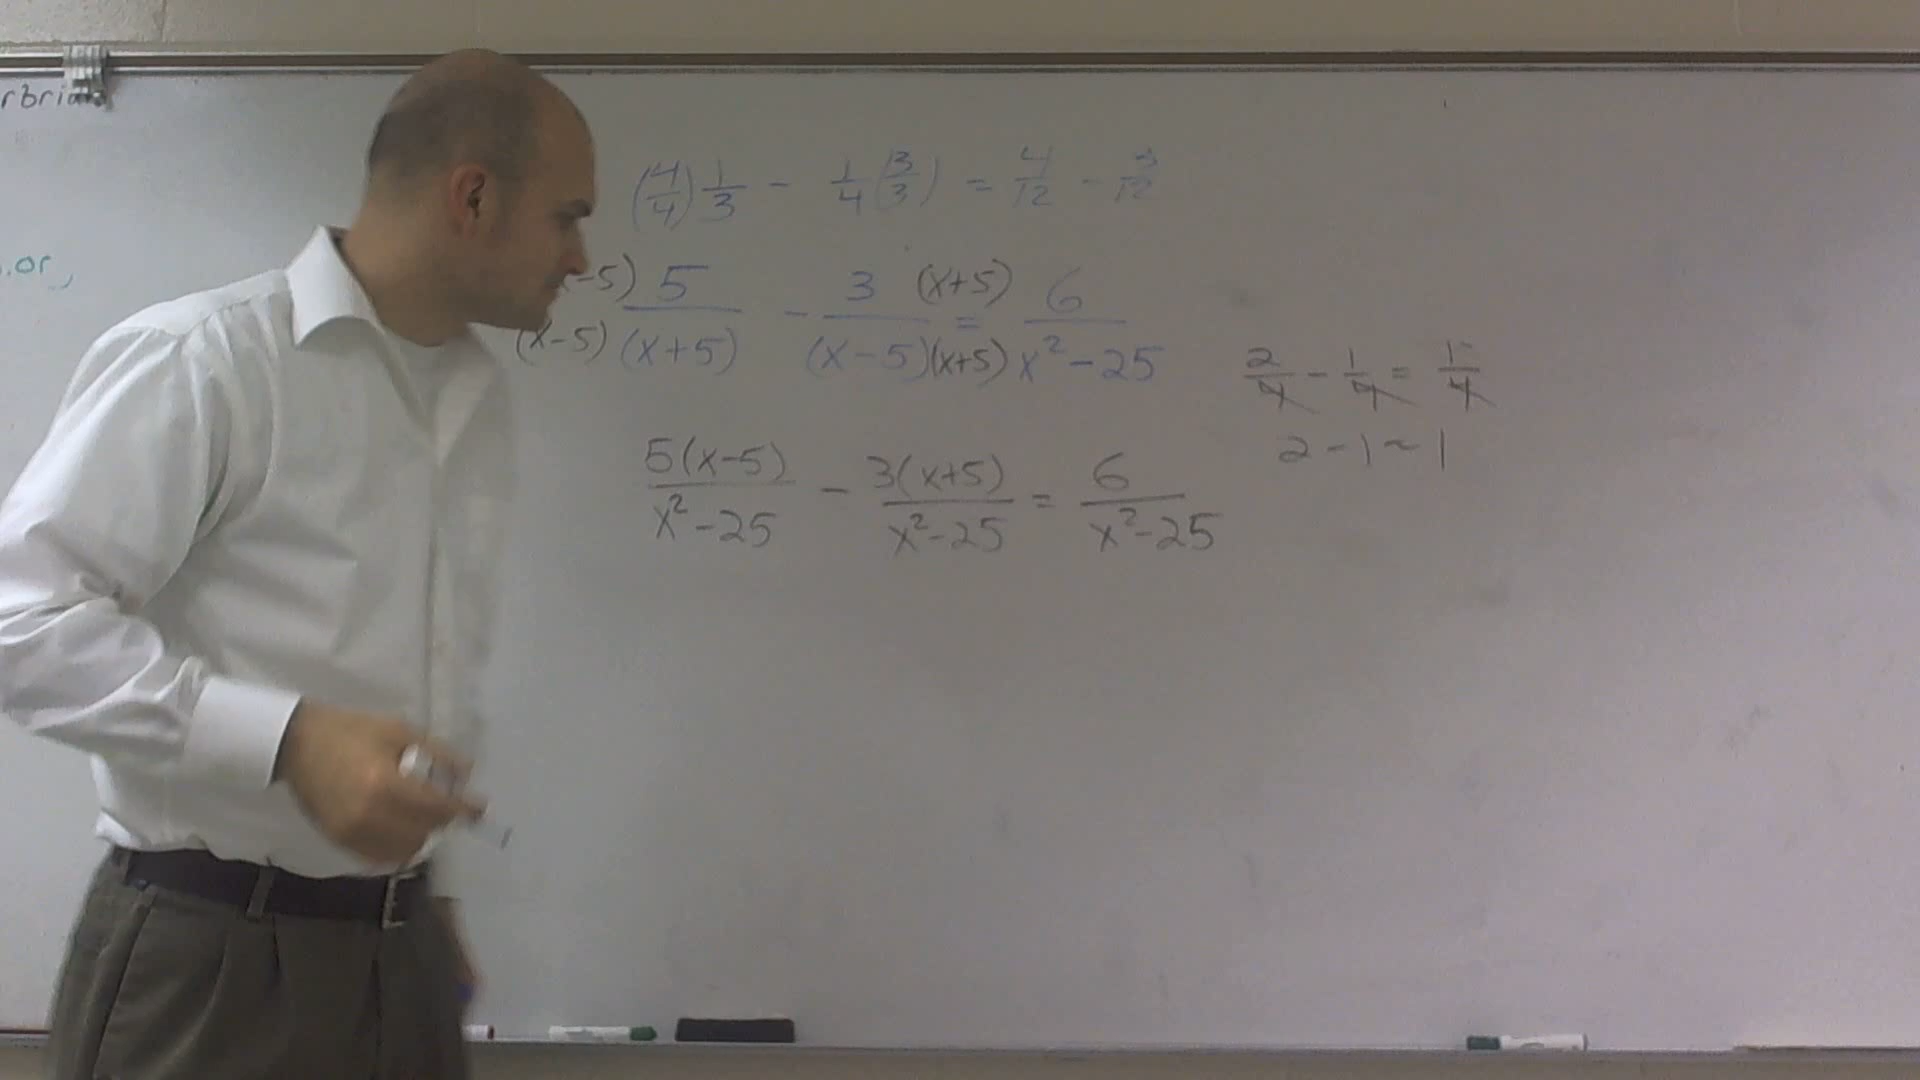 (4/4) 1/3 - 1/4 (3/3) = 4/12 - 3/12
or,
-5) 5 / (x-5) (x+5) - 3 (x+5) / (x-5)(x+5) = 6 / x²-25
2/4 - 1/4 = 1/4
2 - 1 = 1
5(x-5) / x²-25 - 3(x+5) / x²-25 = 6 / x²-25